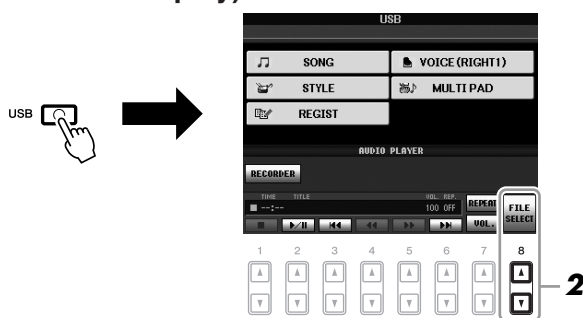 USB
SONG
VOICE (RIGHT1)
STYLE
MULTI PAD
REGIST
USB
AUDIO PLAYER
RECORDER
TIME TITLE VOL. REP.
--:-- 100 OFF
REPEAT
FILE SELECT
VOL.
1 2 3 4 5 6 7 8
2